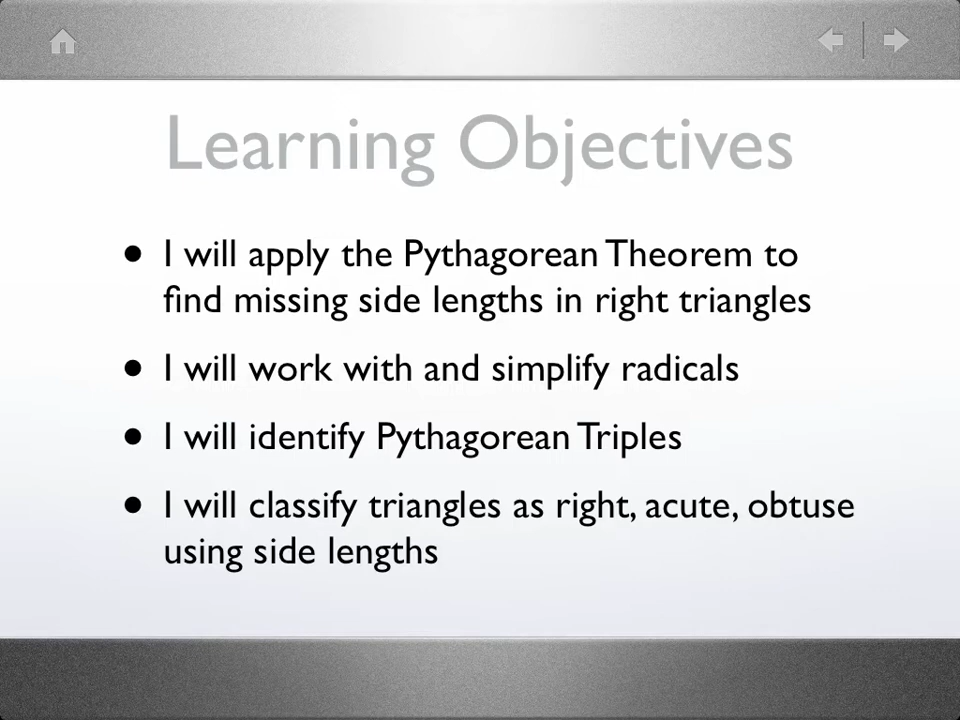 Learning Objectives
• I will apply the Pythagorean Theorem to
find missing side lengths in right triangles
• I will work with and simplify radicals
• I will identify Pythagorean Triples
• I will classify triangles as right, acute, obtuse
using side lengths